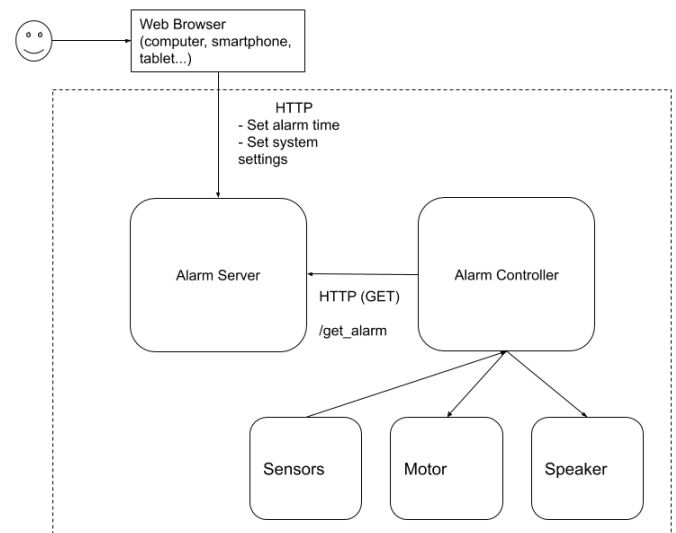 Web Browser
(computer, smartphone,
tablet...)
HTTP
- Set alarm time
- Set system
settings
Alarm Server
Alarm Controller
HTTP (GET)
/get_alarm
Sensors
Motor
Speaker